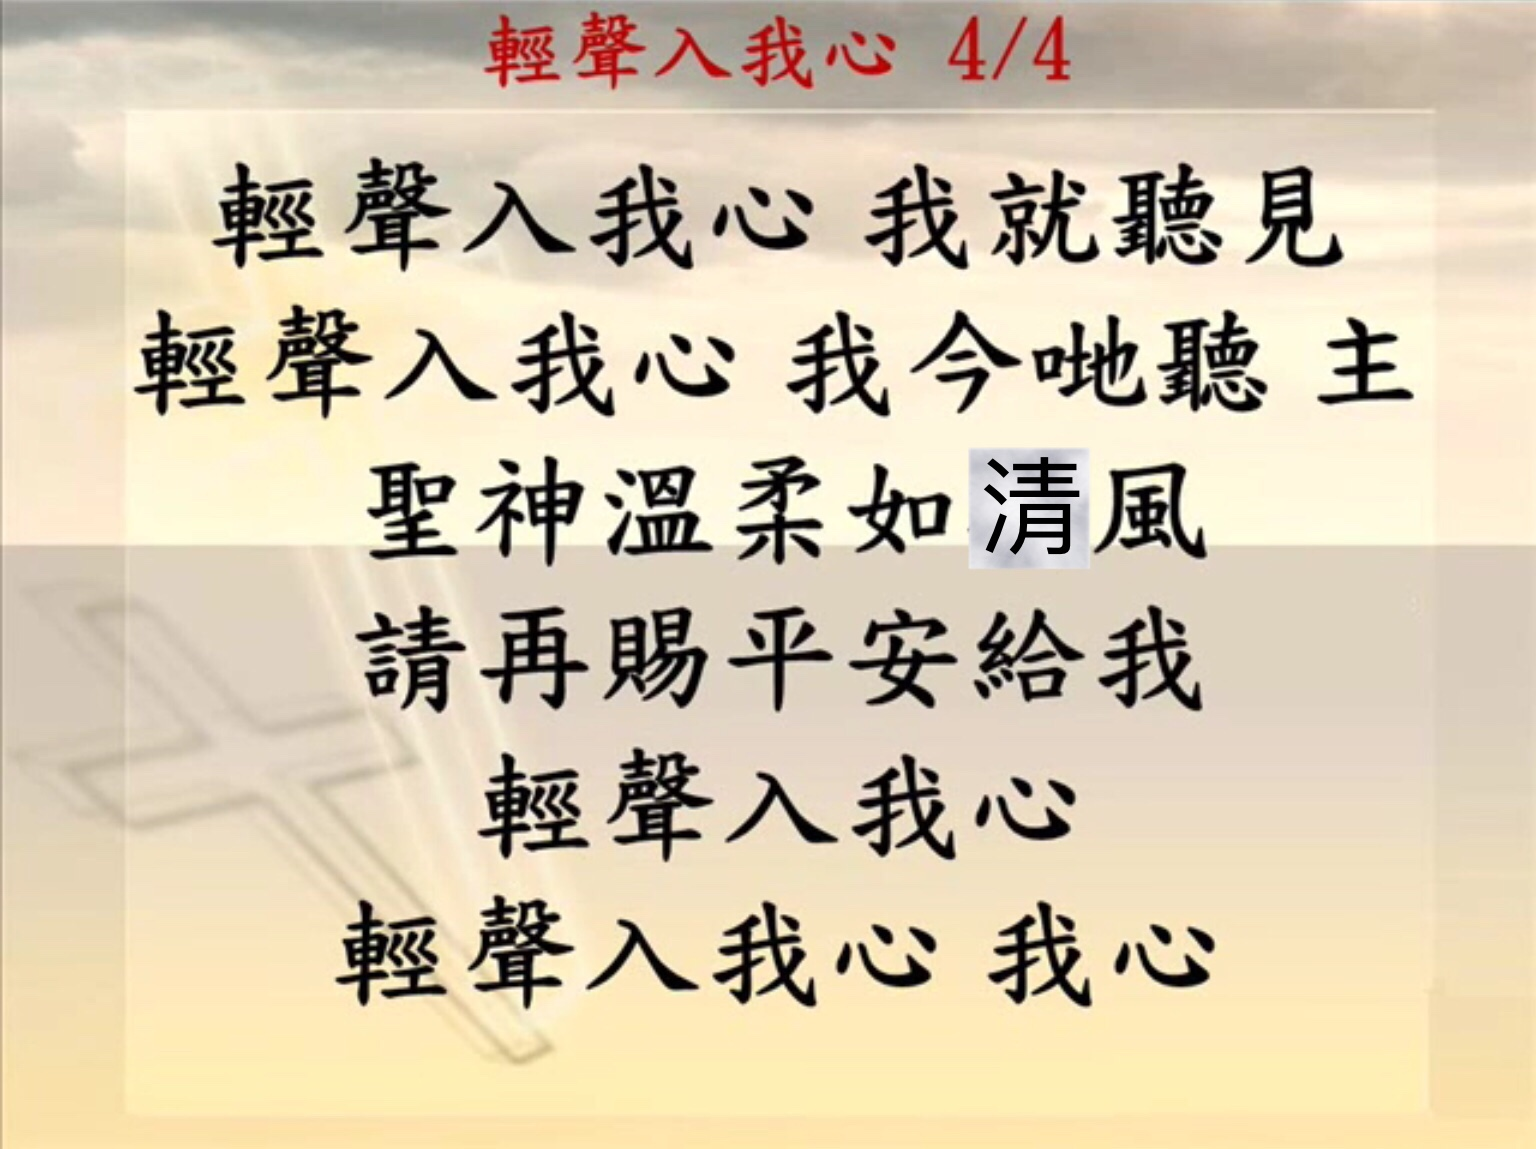 輕聲入我心 4/4
輕聲入我心 我就聽見
輕聲入我心 我今哋聽 主
聖神溫柔如清風
請再賜平安給我
輕聲入我心
輕聲入我心 我心